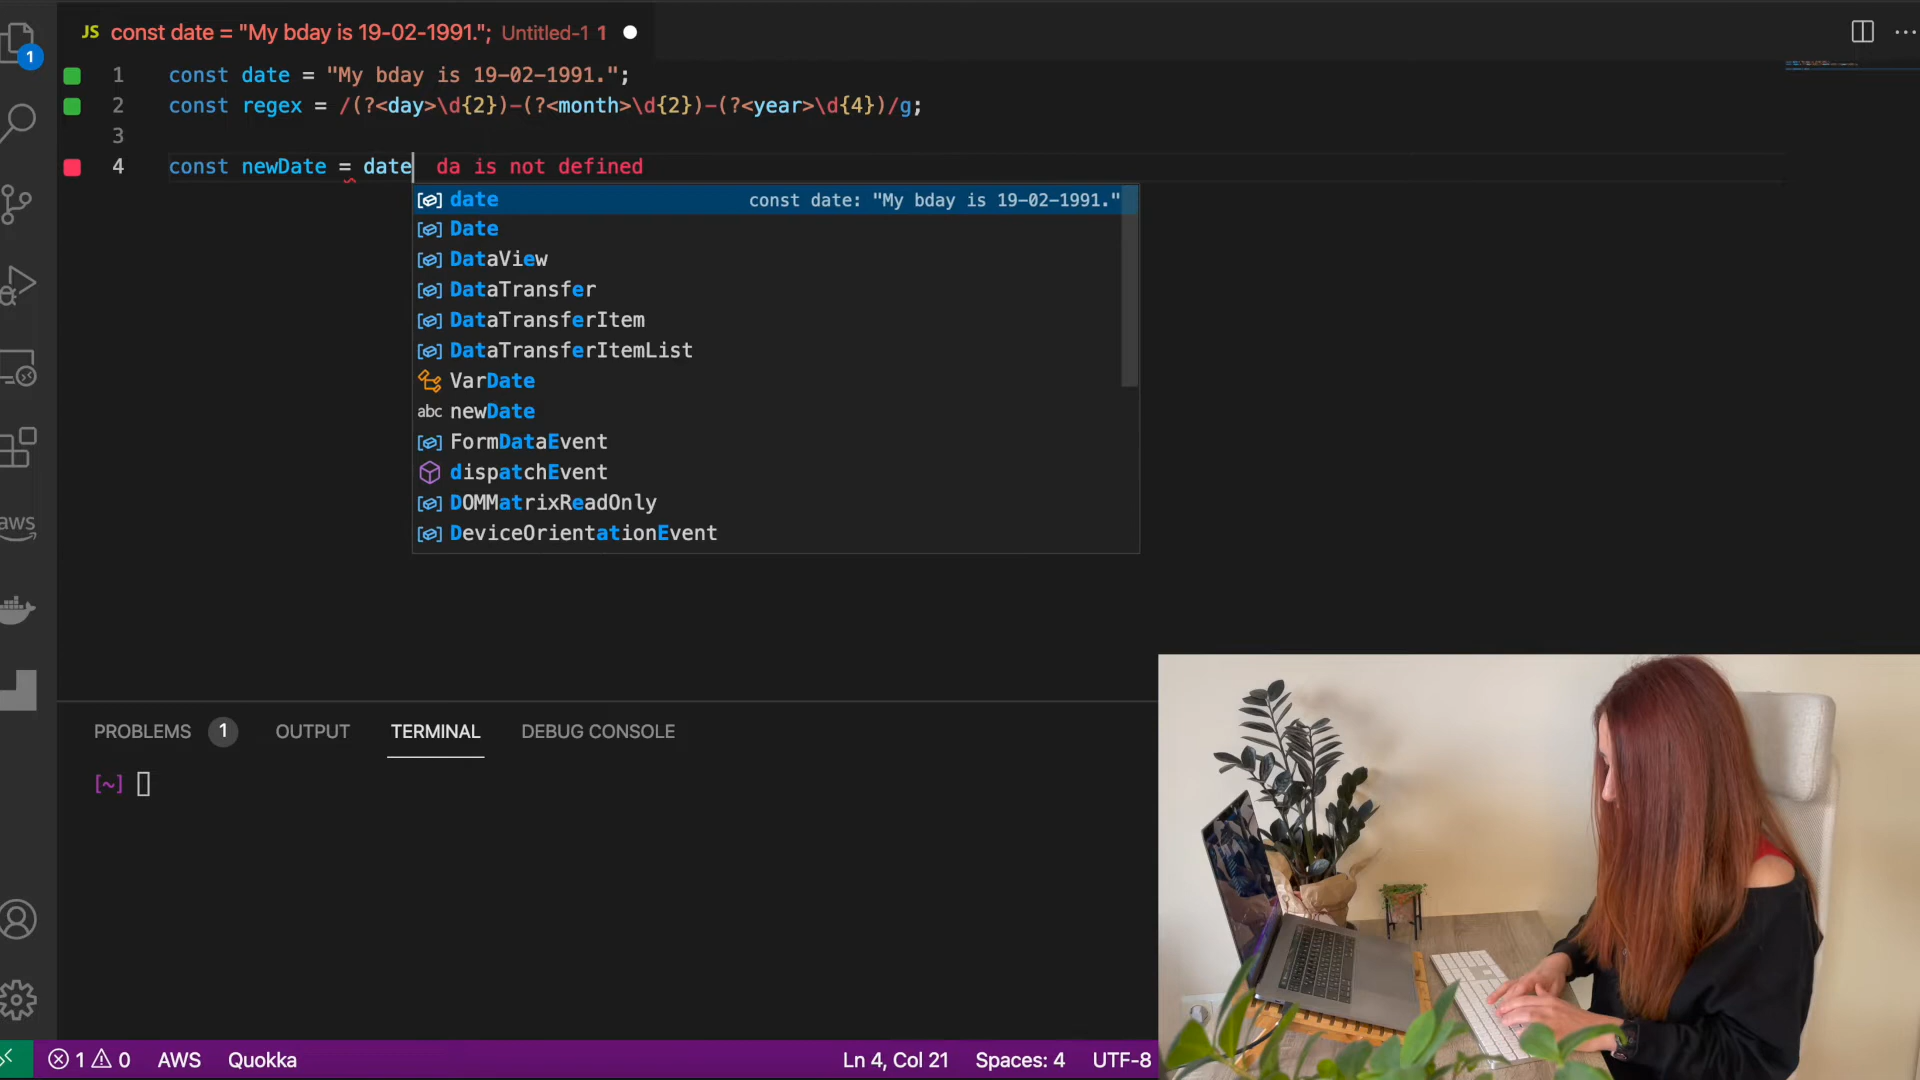 JS const date = "My bday is 19-02-1991."; Untitled-1 1
1
1 const date = "My bday is 19-02-1991.";
2 const regex = /(?<day>\d{2})-(?<month>\d{2})-(?<year>\d{4})/g;
3
4 const newDate = date da is not defined
date const date: "My bday is 19-02-1991."
Date
DataView
DataTransfer
DataTransferItem
DataTransferItemList
VarDate
abc newDate
FormDataEvent
dispatchEvent
DOMMatrixReadOnly
DeviceOrientationEvent
aws
PROBLEMS 1 OUTPUT TERMINAL DEBUG CONSOLE
[~]
1 0 AWS Quokka Ln 4, Col 21 Spaces: 4 UTF-8